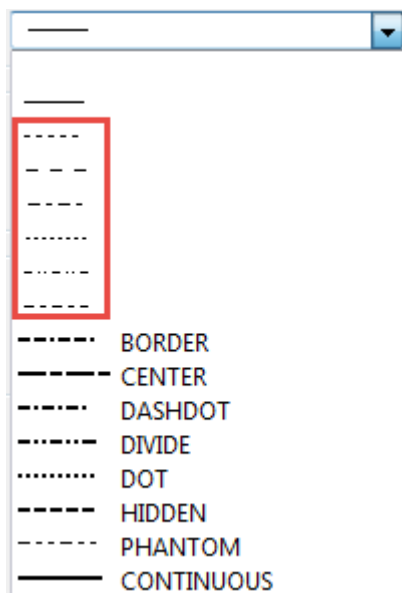 BORDER
CENTER
DASHDOT
DIVIDE
DOT
HIDDEN
PHANTOM
CONTINUOUS